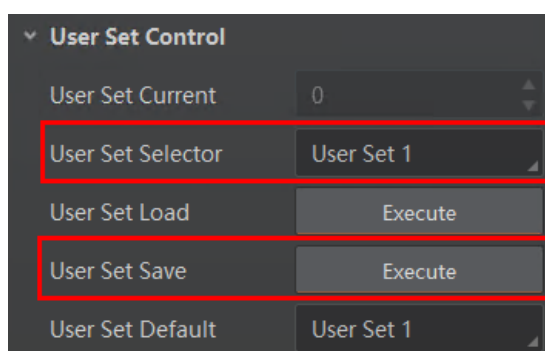 User Set Control
User Set Current 0
User Set Selector User Set 1
User Set Load Execute
User Set Save Execute
User Set Default User Set 1